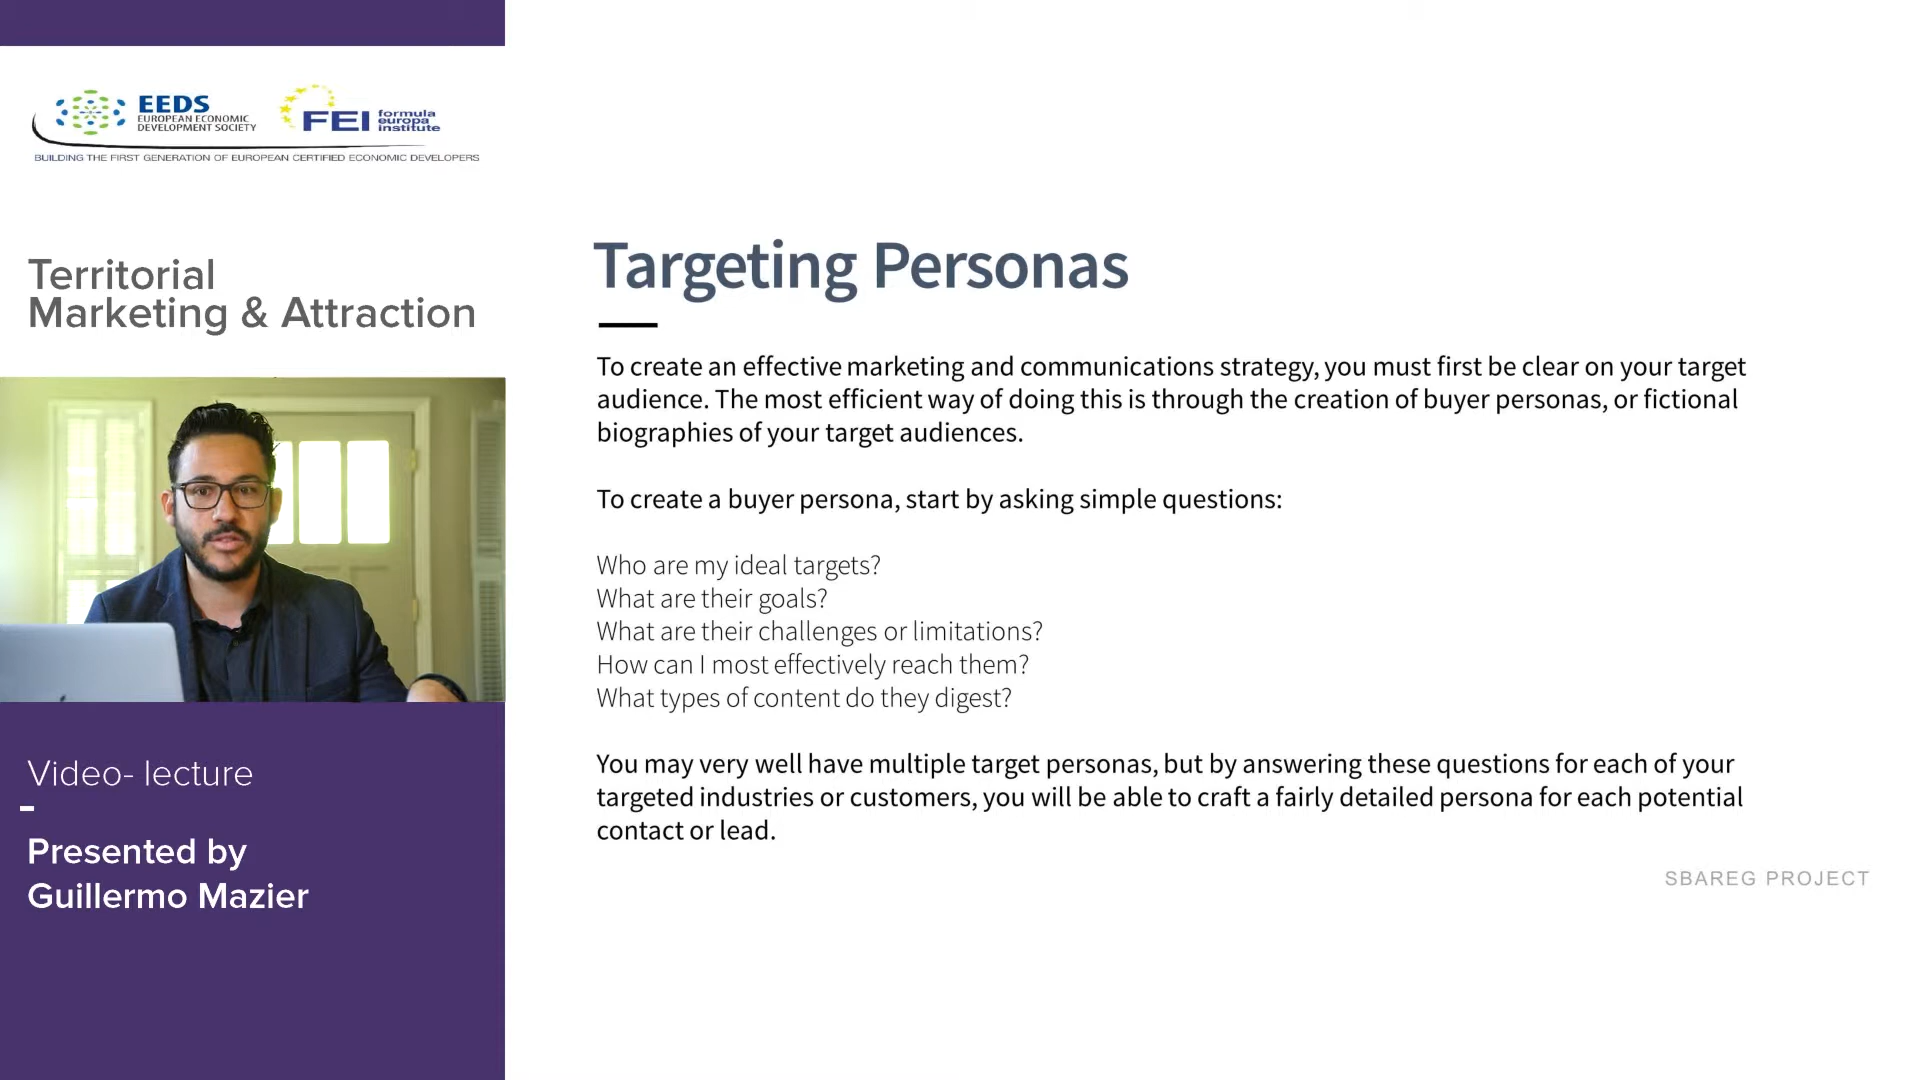 EEDS
EUROPEAN ECONOMIC
DEVELOPMENT SOCIETY
FEI formula
europa
institute
BUILDING THE FIRST GENERATION OF EUROPEAN CERTIFIED ECONOMIC DEVELOPERS
Territorial
Marketing & Attraction
Video- lecture
Presented by
Guillermo Mazier
Targeting Personas
To create an effective marketing and communications strategy, you must first be clear on your target
audience. The most efficient way of doing this is through the creation of buyer personas, or fictional
biographies of your target audiences.
To create a buyer persona, start by asking simple questions:
Who are my ideal targets?
What are their goals?
What are their challenges or limitations?
How can I most effectively reach them?
What types of content do they digest?
You may very well have multiple target personas, but by answering these questions for each of your
targeted industries or customers, you will be able to craft a fairly detailed persona for each potential
contact or lead.
SBAREG PROJECT